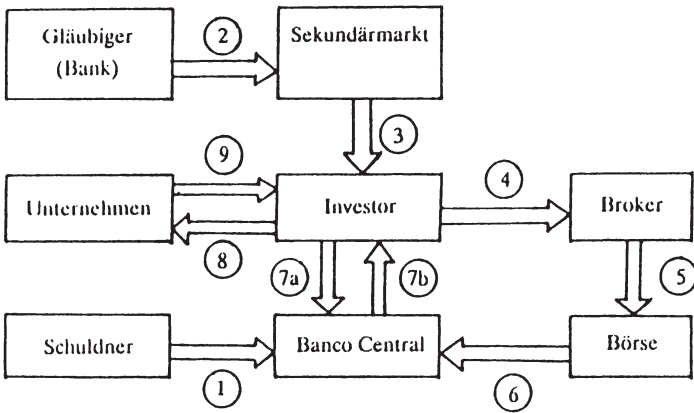 Gläubiger
(Bank)
2
Sekundärmarkt
3
Unternehmen
9
8
Investor
4
Broker
7a
7b
5
Schuldner
1
Banco Central
6
Börse